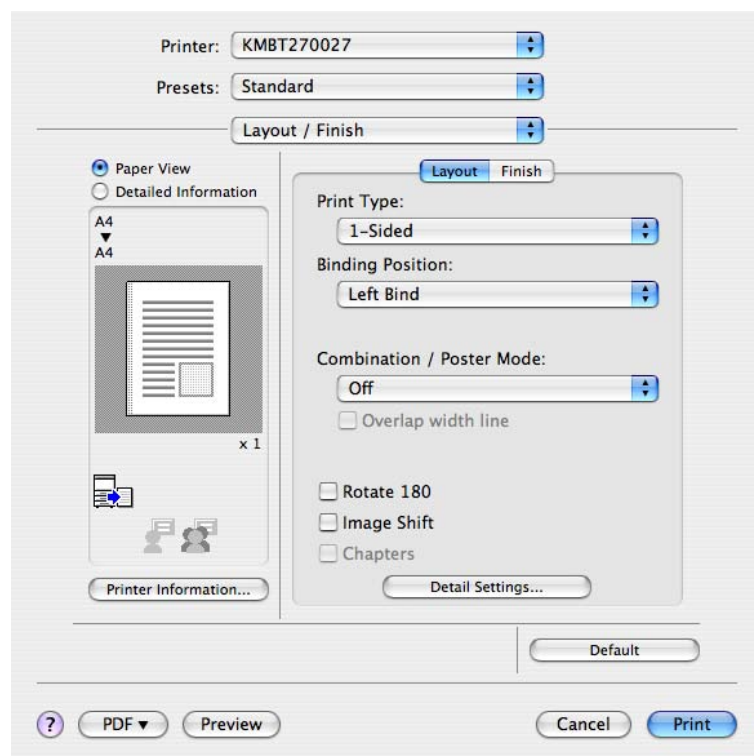 Printer: KMBT270027
Presets: Standard
Layout / Finish
Paper View
Detailed Information
A4
A4
x 1
Printer Information...
Layout Finish
Print Type:
1-Sided
Binding Position:
Left Bind
Combination / Poster Mode:
Off
Overlap width line
Rotate 180
Image Shift
Chapters
Detail Settings...
Default
? PDF Preview Cancel Print